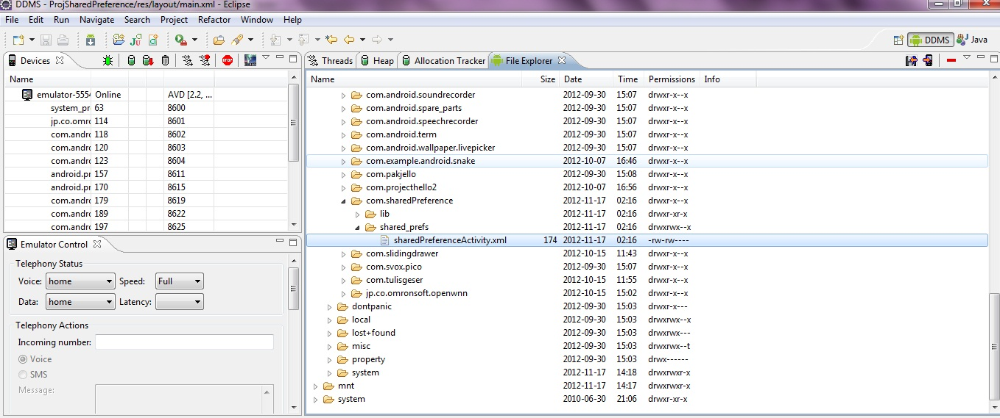 DDMS - ProjSharedPreference/res/layout/main.xml - Eclipse
File Edit Run Navigate Search Project Refactor Window Help
DDMS Java
Devices
Threads Heap Allocation Tracker File Explorer
Name
emulator-5554 Online AVD [2.2, ...
system_pr 63 8600
jp.co.omro 114 8601
com.andro 118 8602
com.andro 120 8603
com.andro 123 8604
android.pr 157 8611
android.pr 170 8615
com.andro 179 8619
com.andro 189 8622
com.andro 197 8625
Name Size Date Time Permissions Info
com.android.soundrecorder 2012-09-30 15:07 drwxr-x--x
com.android.spare_parts 2012-09-30 15:07 drwxr-x--x
com.android.speechrecorder 2012-09-30 15:07 drwxr-x--x
com.android.term 2012-09-30 15:07 drwxr-x--x
com.android.wallpaper.livepicker 2012-09-30 15:07 drwxr-x--x
com.example.android.snake 2012-10-07 16:46 drwxr-x--x
com.pakjello 2012-09-30 15:08 drwxr-x--x
com.projecthello2 2012-10-07 16:56 drwxr-x--x
com.sharedPreference 2012-11-17 02:16 drwxr-x--x
lib 2012-11-17 02:16 drwxr-xr-x
shared_prefs 2012-11-17 02:16 drwxrwx--x
sharedPreferenceActivity.xml 174 2012-11-17 02:16 -rw-rw----
com.slidingdrawer 2012-10-15 11:43 drwxr-x--x
com.svox.pico 2012-09-30 15:07 drwxr-x--x
com.tulisgeser 2012-10-15 11:55 drwxr-x--x
jp.co.omronsoft.openwnn 2012-10-15 15:02 drwxr-x--x
dontpanic 2012-09-30 15:03 drwxr-x---
local 2012-09-30 15:03 drwxrwx--x
lost+found 2012-09-30 15:03 drwxrwx---
misc 2012-09-30 15:03 drwxrwx--t
property 2012-09-30 15:03 drwx------
system 2012-11-17 14:18 drwxrwxr-x
mnt 2012-11-17 14:17 drwxrwxr-x
system 2010-06-30 21:06 drwxr-xr-x
Emulator Control
Telephony Status
Voice: home Speed: Full
Data: home Latency:
Telephony Actions
Incoming number:
Voice
SMS
Message: